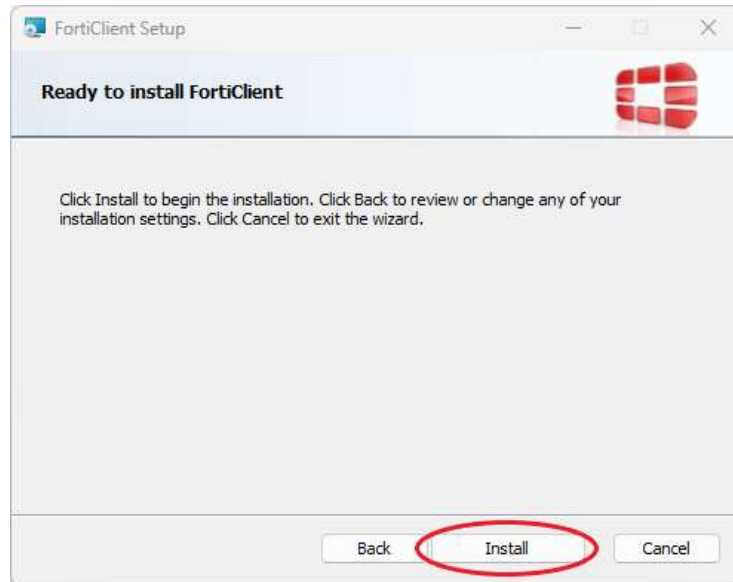 FortiClient Setup
Ready to install FortiClient
Click Install to begin the installation. Click Back to review or change any of your
installation settings. Click Cancel to exit the wizard.
Back Install Cancel